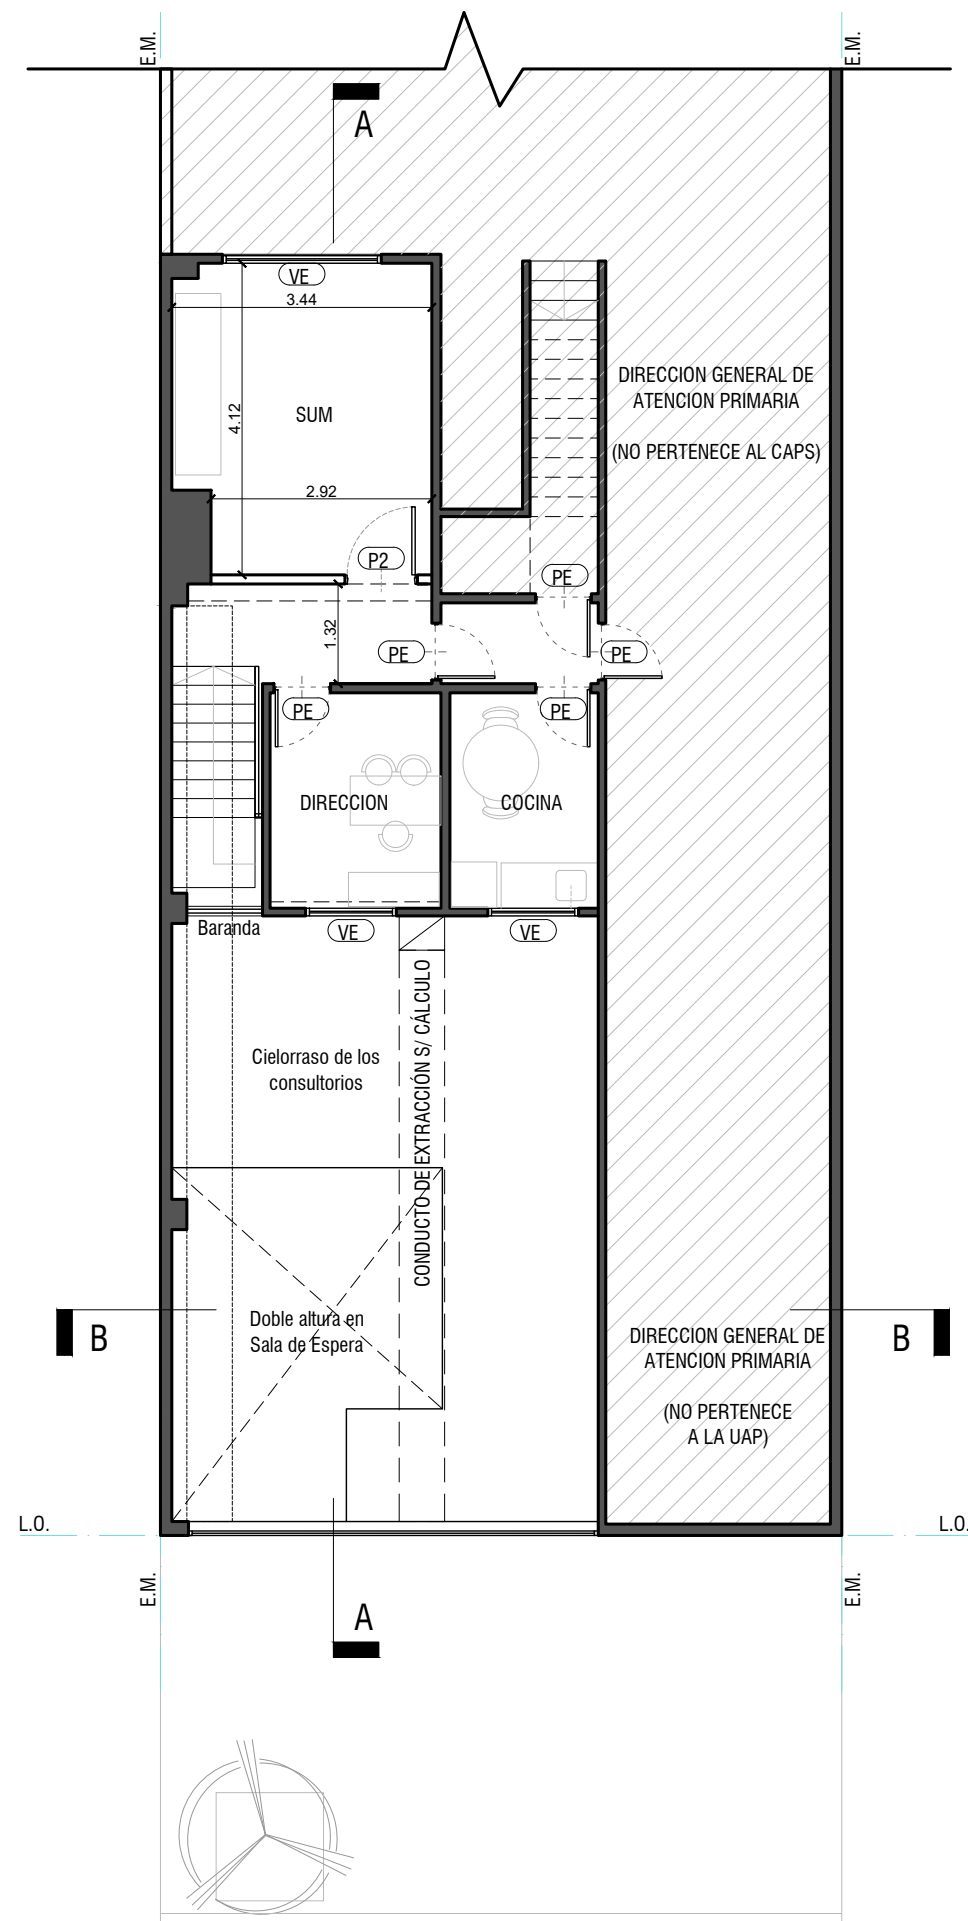 E.M.
E.M.
A
VE
3.44
4.12
SUM
2.92
P2
DIRECCION GENERAL DE
ATENCION PRIMARIA
(NO PERTENECE AL CAPS)
PE
1.32
PE
PE
PE
PE
DIRECCION
COCINA
Baranda
VE
VE
CONDUCTO DE EXTRACCIÓN S/ CÁLCULO
Cielorraso de los
consultorios
Doble altura en
Sala de Espera
B
B
DIRECCION GENERAL DE
ATENCION PRIMARIA
(NO PERTENECE
A LA UAP)
L.O.
L.O.
E.M.
E.M.
A